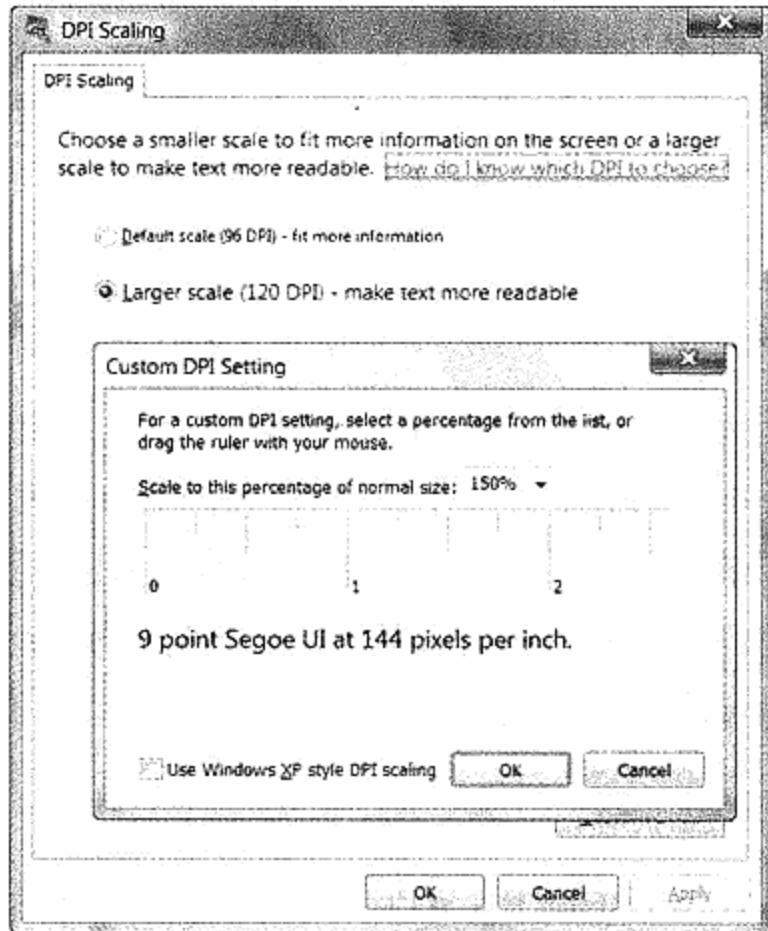 DPI Scaling
DPI Scaling
Choose a smaller scale to fit more information on the screen or a larger
scale to make text more readable. How do I know which DPI to choose?
Default scale (96 DPI) - fit more information
Larger scale (120 DPI) - make text more readable
Custom DPI Setting
For a custom DPI setting, select a percentage from the list, or
drag the ruler with your mouse.
Scale to this percentage of normal size: 150%
0 1 2
9 point Segoe UI at 144 pixels per inch.
Use Windows XP style DPI scaling OK Cancel
OK Cancel Apply